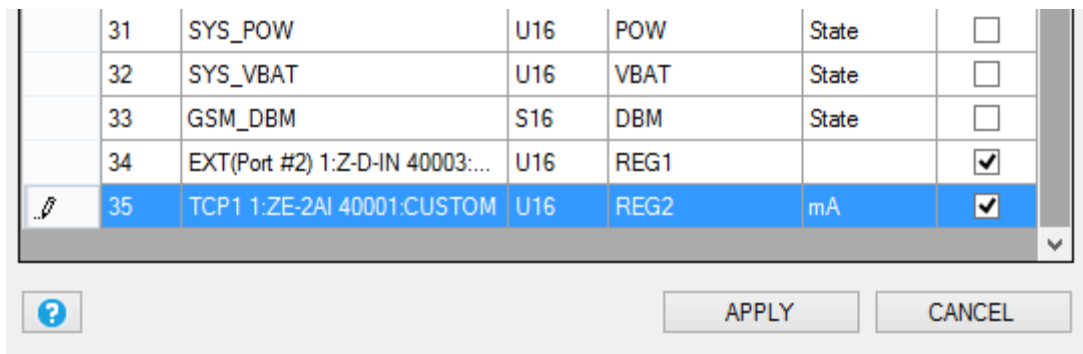 31 SYS_POW U16 POW State
32 SYS_VBAT U16 VBAT State
33 GSM_DBM S16 DBM State
34 EXT(Port #2) 1:Z-D-IN 40003:... U16 REG1
35 TCP1 1:ZE-2AI 40001:CUSTOM U16 REG2 mA
? APPLY CANCEL